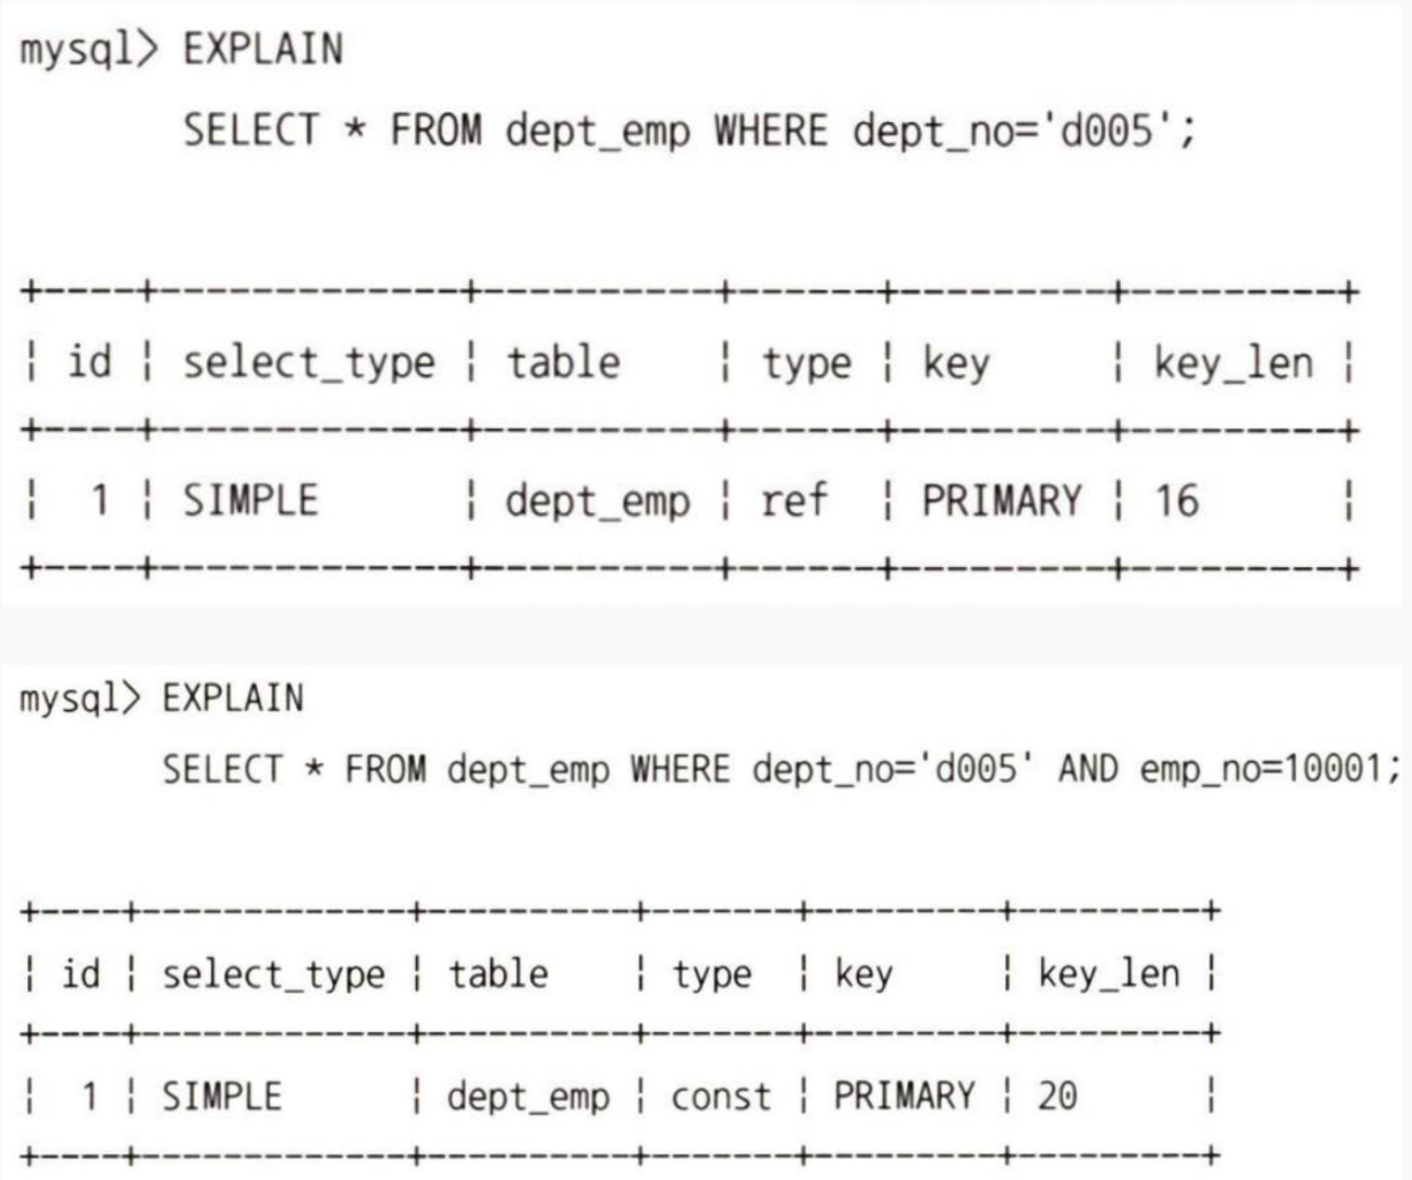 mysql> EXPLAIN
SELECT * FROM dept_emp WHERE dept_no='d005';
+----+-------------+----------+------+---------+---------+
| id | select_type | table    | type | key     | key_len |
+----+-------------+----------+------+---------+---------+
|  1 | SIMPLE      | dept_emp | ref  | PRIMARY | 16      |
+----+-------------+----------+------+---------+---------+
mysql> EXPLAIN
SELECT * FROM dept_emp WHERE dept_no='d005' AND emp_no=10001;
+----+-------------+----------+-------+---------+---------+
| id | select_type | table    | type  | key     | key_len |
+----+-------------+----------+-------+---------+---------+
|  1 | SIMPLE      | dept_emp | const | PRIMARY | 20      |
+----+-------------+----------+-------+---------+---------+